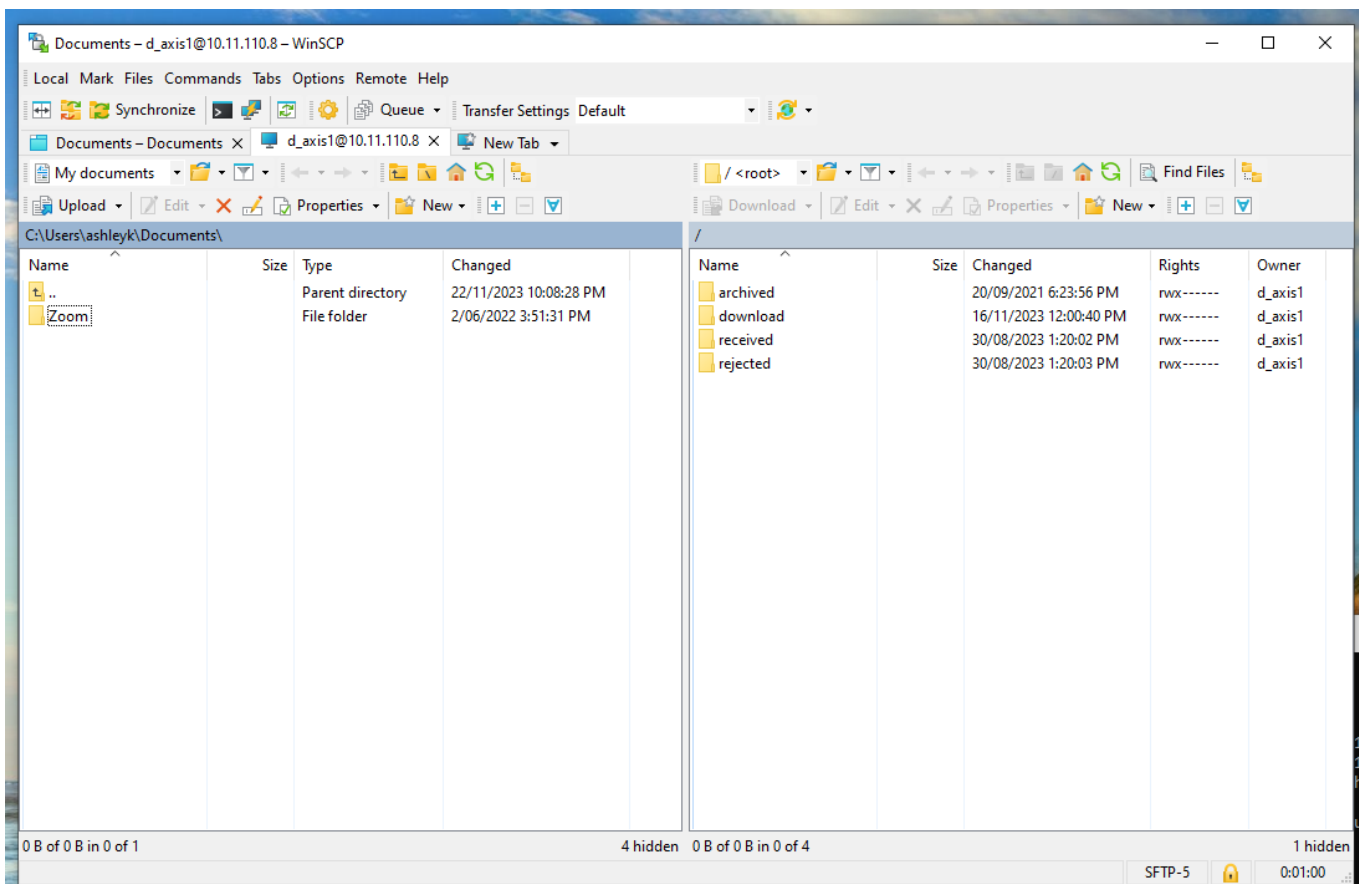 Documents – d_axis1@10.11.110.8 – WinSCP
Local Mark Files Commands Tabs Options Remote Help
Synchronize Queue Transfer Settings Default
Documents – Documents d_axis1@10.11.110.8 New Tab
My documents / <root> Find Files
Upload Edit Properties New Download Edit Properties New
C:\Users\ashleyk\Documents\ /
Name Size Type Changed Name Size Changed Rights Owner
.. Parent directory 22/11/2023 10:08:28 PM archived 20/09/2021 6:23:56 PM rwx------ d_axis1
Zoom File folder 2/06/2022 3:51:31 PM download 16/11/2023 12:00:40 PM rwx------ d_axis1
received 30/08/2023 1:20:02 PM rwx------ d_axis1
rejected 30/08/2023 1:20:03 PM rwx------ d_axis1
0 B of 0 B in 0 of 1 4 hidden 0 B of 0 B in 0 of 4 1 hidden
SFTP-5 0:01:00